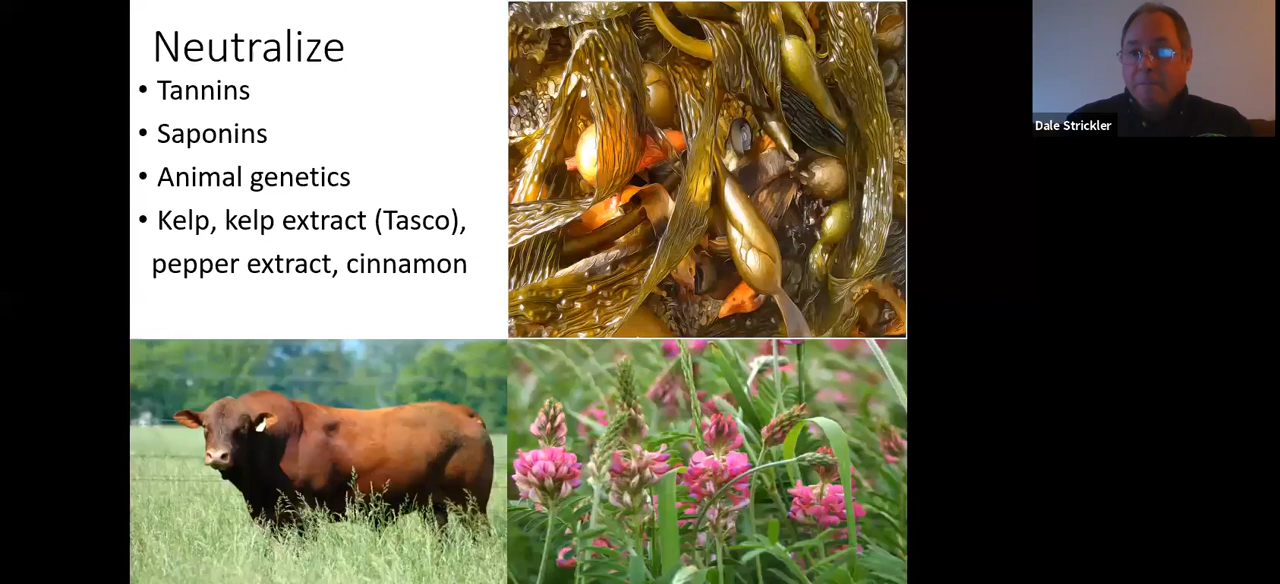 Neutralize
• Tannins
• Saponins
• Animal genetics
• Kelp, kelp extract (Tasco),
pepper extract, cinnamon
Dale Strickler